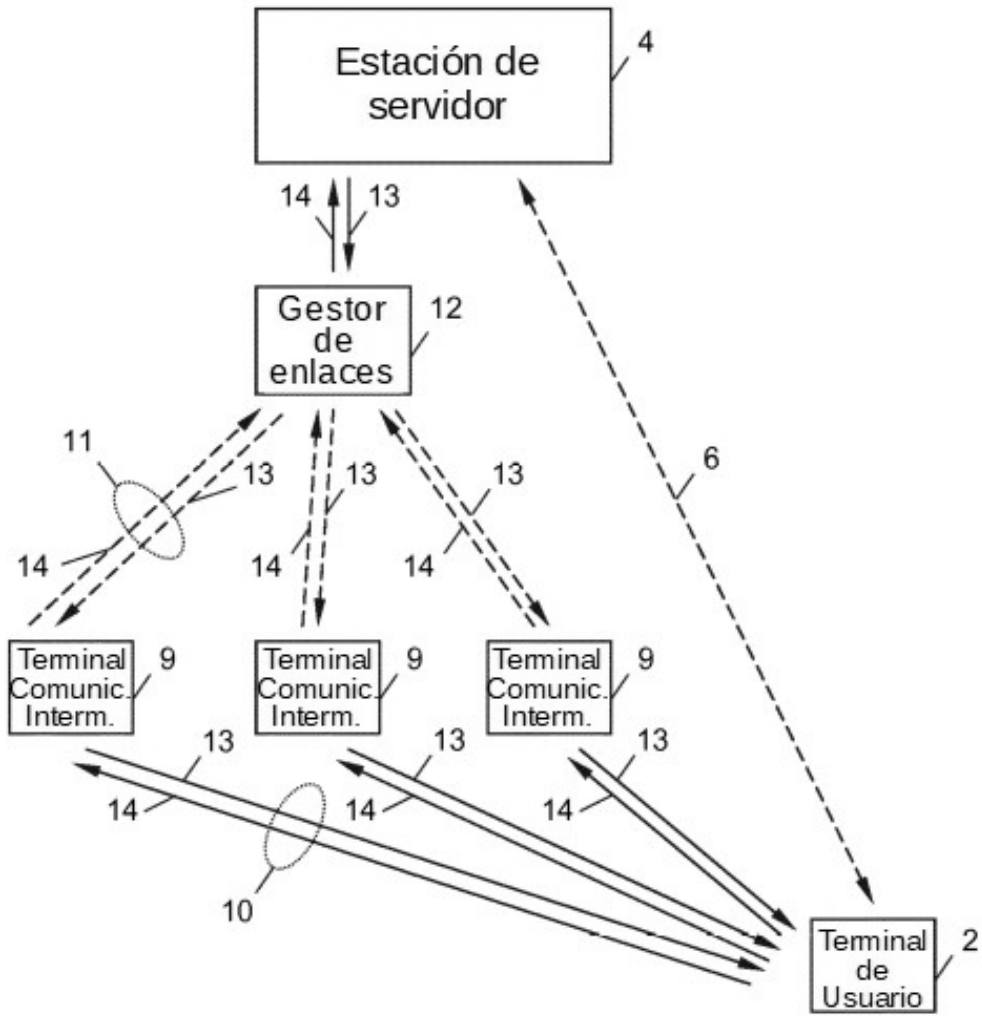 Estación de
servidor
4
14
13
Gestor
de
enlaces
12
11
13
14
13
14
13
14
6
Terminal
Comunic.
Interm.
9
Terminal
Comunic.
Interm.
9
Terminal
Comunic.
Interm.
9
13
14
13
14
13
14
10
Terminal
de
Usuario
2